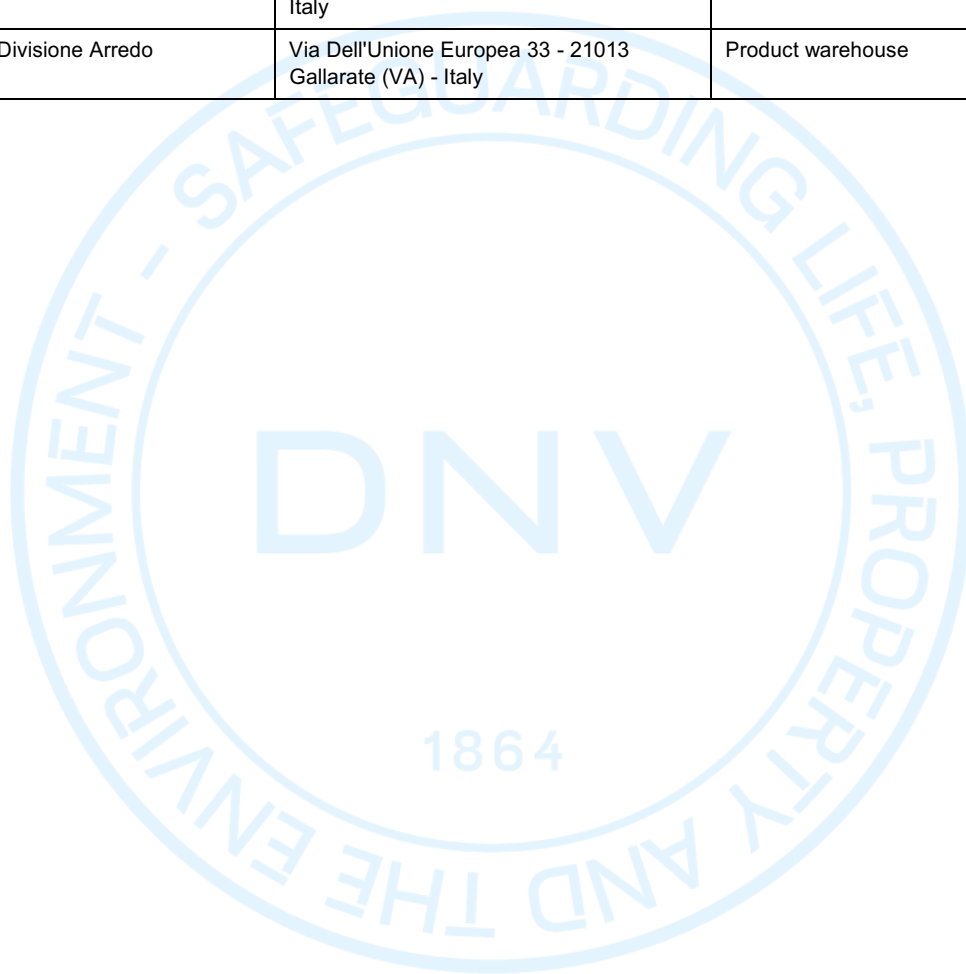 Italy
Divisione Arredo
Via Dell'Unione Europea 33 - 21013
Gallarate (VA) - Italy
Product warehouse
SAFEGUARDING LIFE, PROPERTY AND THE ENVIRONMENT -
DNV
1864